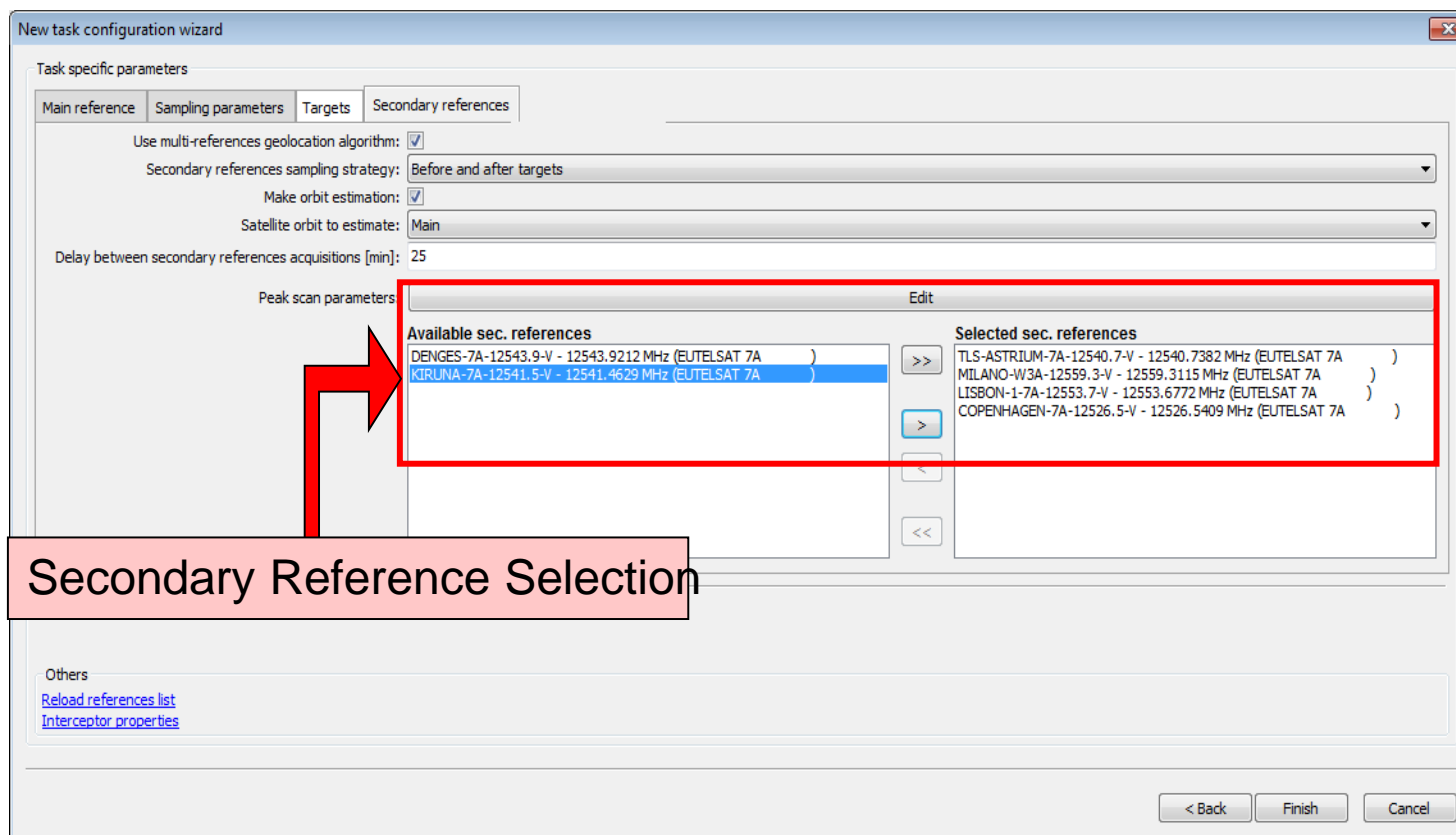 New task configuration wizard
Task specific parameters
Main reference
Sampling parameters
Targets
Secondary references
Use multi-references geolocation algorithm:
Secondary references sampling strategy: Before and after targets
Make orbit estimation:
Satellite orbit to estimate: Main
Delay between secondary references acquisitions [min]: 25
Peak scan parameters: Edit
Available sec. references
DENGES-7A-12543.9-V - 12543.9212 MHz (EUTELSAT 7A )
KIRUNA-7A-12541.5-V - 12541.4629 MHz (EUTELSAT 7A )
>>
>
<
<<
Selected sec. references
TLS-ASTRIUM-7A-12540.7-V - 12540.7382 MHz (EUTELSAT 7A )
MILANO-W3A-12559.3-V - 12559.3115 MHz (EUTELSAT 7A )
LISBON-1-7A-12553.7-V - 12553.6772 MHz (EUTELSAT 7A )
COPENHAGEN-7A-12526.5-V - 12526.5409 MHz (EUTELSAT 7A )
Secondary Reference Selection
Others
Reload references list
Interceptor properties
< Back
Finish
Cancel